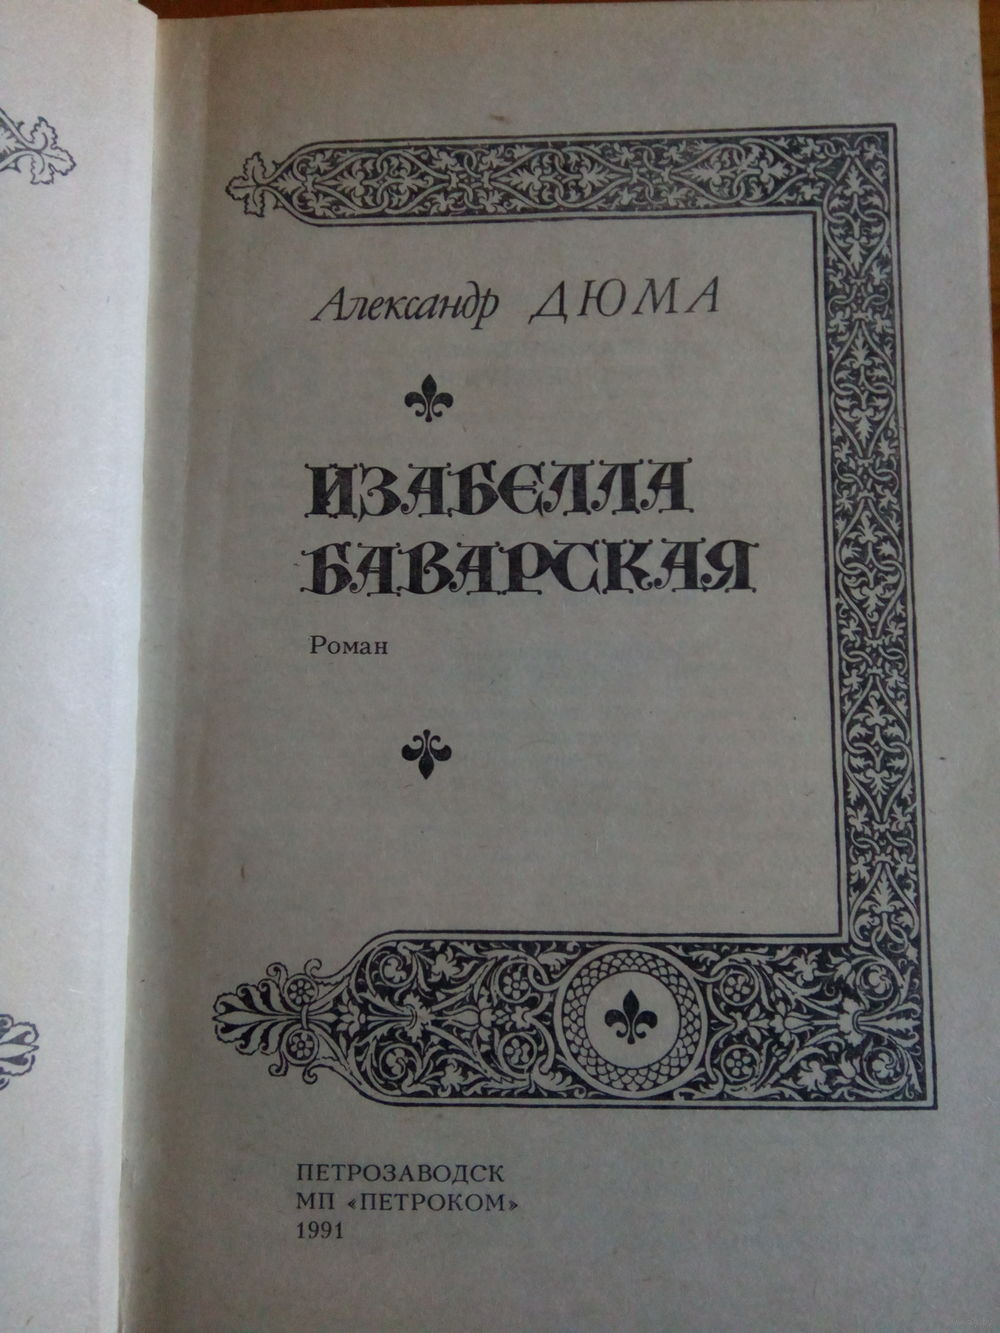 Александр ДЮМА
ИЗАБЕЛЛА
БАВАРСКАЯ
Роман
ПЕТРОЗАВОДСК
МП «ПЕТРОКОМ»
1991